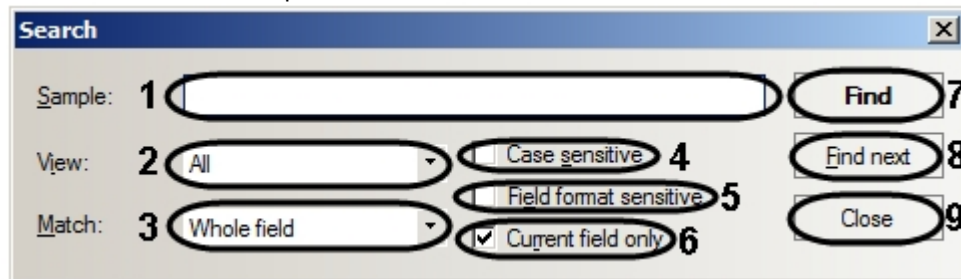 Search
Sample: 1 Find 7
View: 2 All Case sensitive 4 Find next 8
Field format sensitive 5
Match: 3 Whole field Current field only 6 Close 9